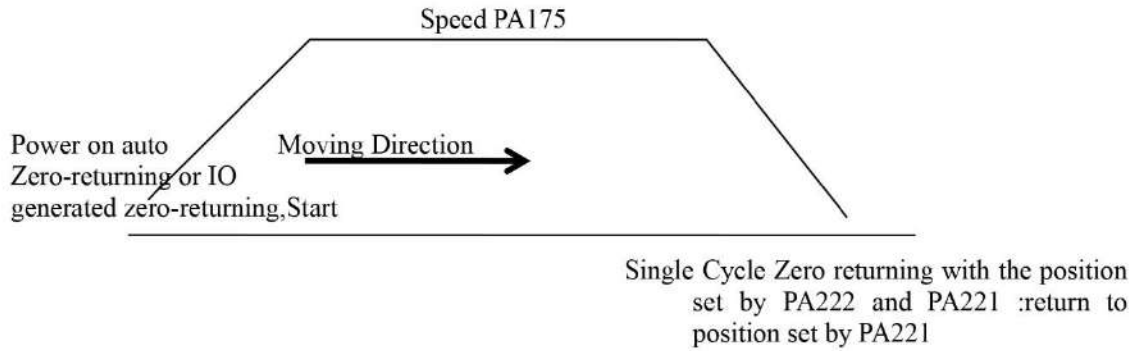 Speed PA175
Power on auto
Zero-returning or IO
generated zero-returning,Start
Moving Direction
Single Cycle Zero returning with the position
set by PA222 and PA221 :return to
position set by PA221